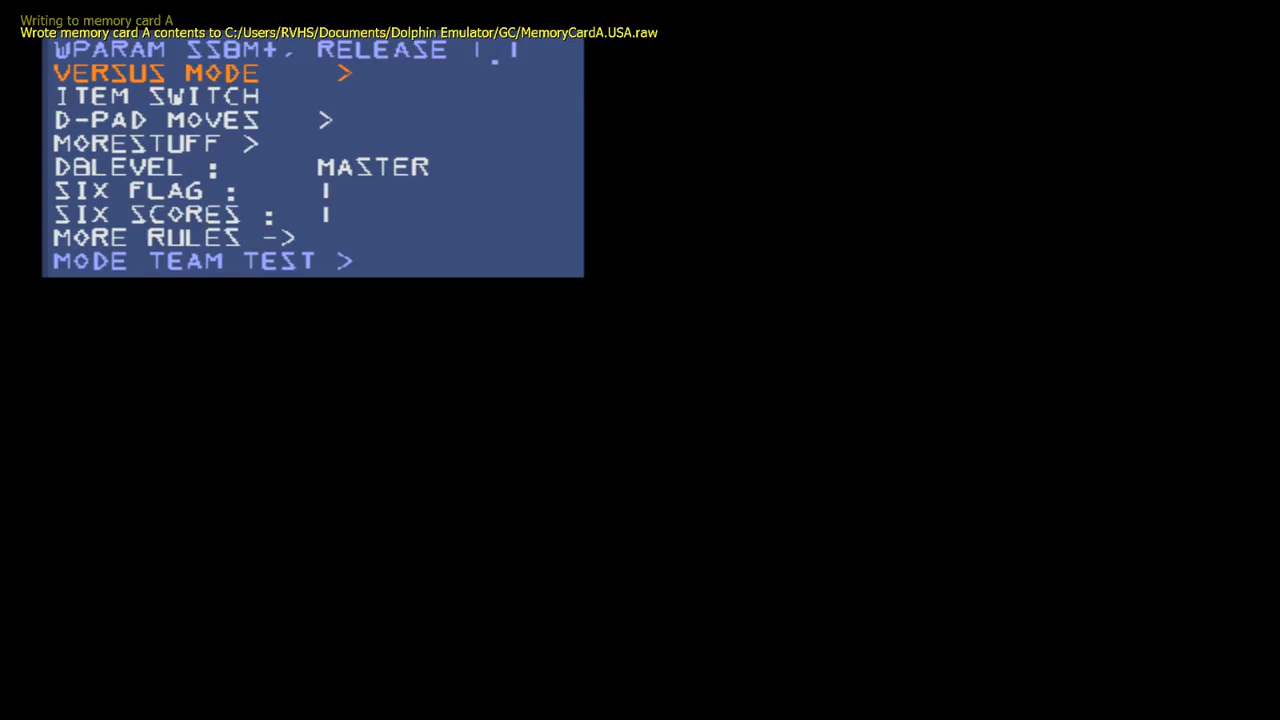 Writing to memory card A
Wrote memory card A contents to C:/Users/RVHS/Documents/Dolphin Emulator/GC/MemoryCardA.USA.raw
WPARAM SSBM+, RELEASE 1.1
VERSUS MODE >
ITEM SWITCH
D-PAD MOVES >
MORESTUFF >
DBLEVEL : MASTER
SIX FLAG : 1
SIX SCORES : 1
MORE RULES ->
MODE TEAM TEST >